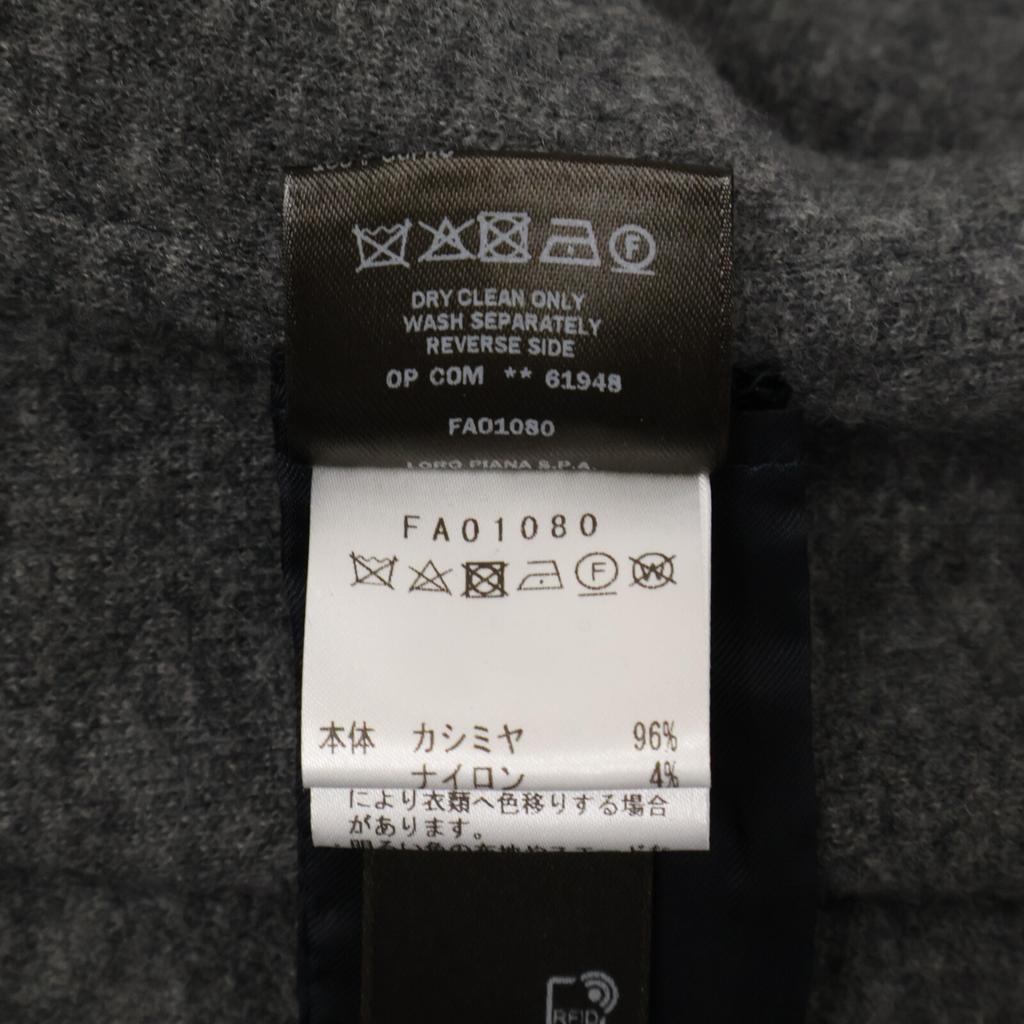 DRY CLEAN ONLY
WASH SEPARATELY
REVERSE SIDE
OP COM ** 61948
FA01080
LORO PIANA S.P.A.
FA01080
本体 カシミヤ 96%
ナイロン 4%
により衣類へ色移りする場合
があります。
RFID